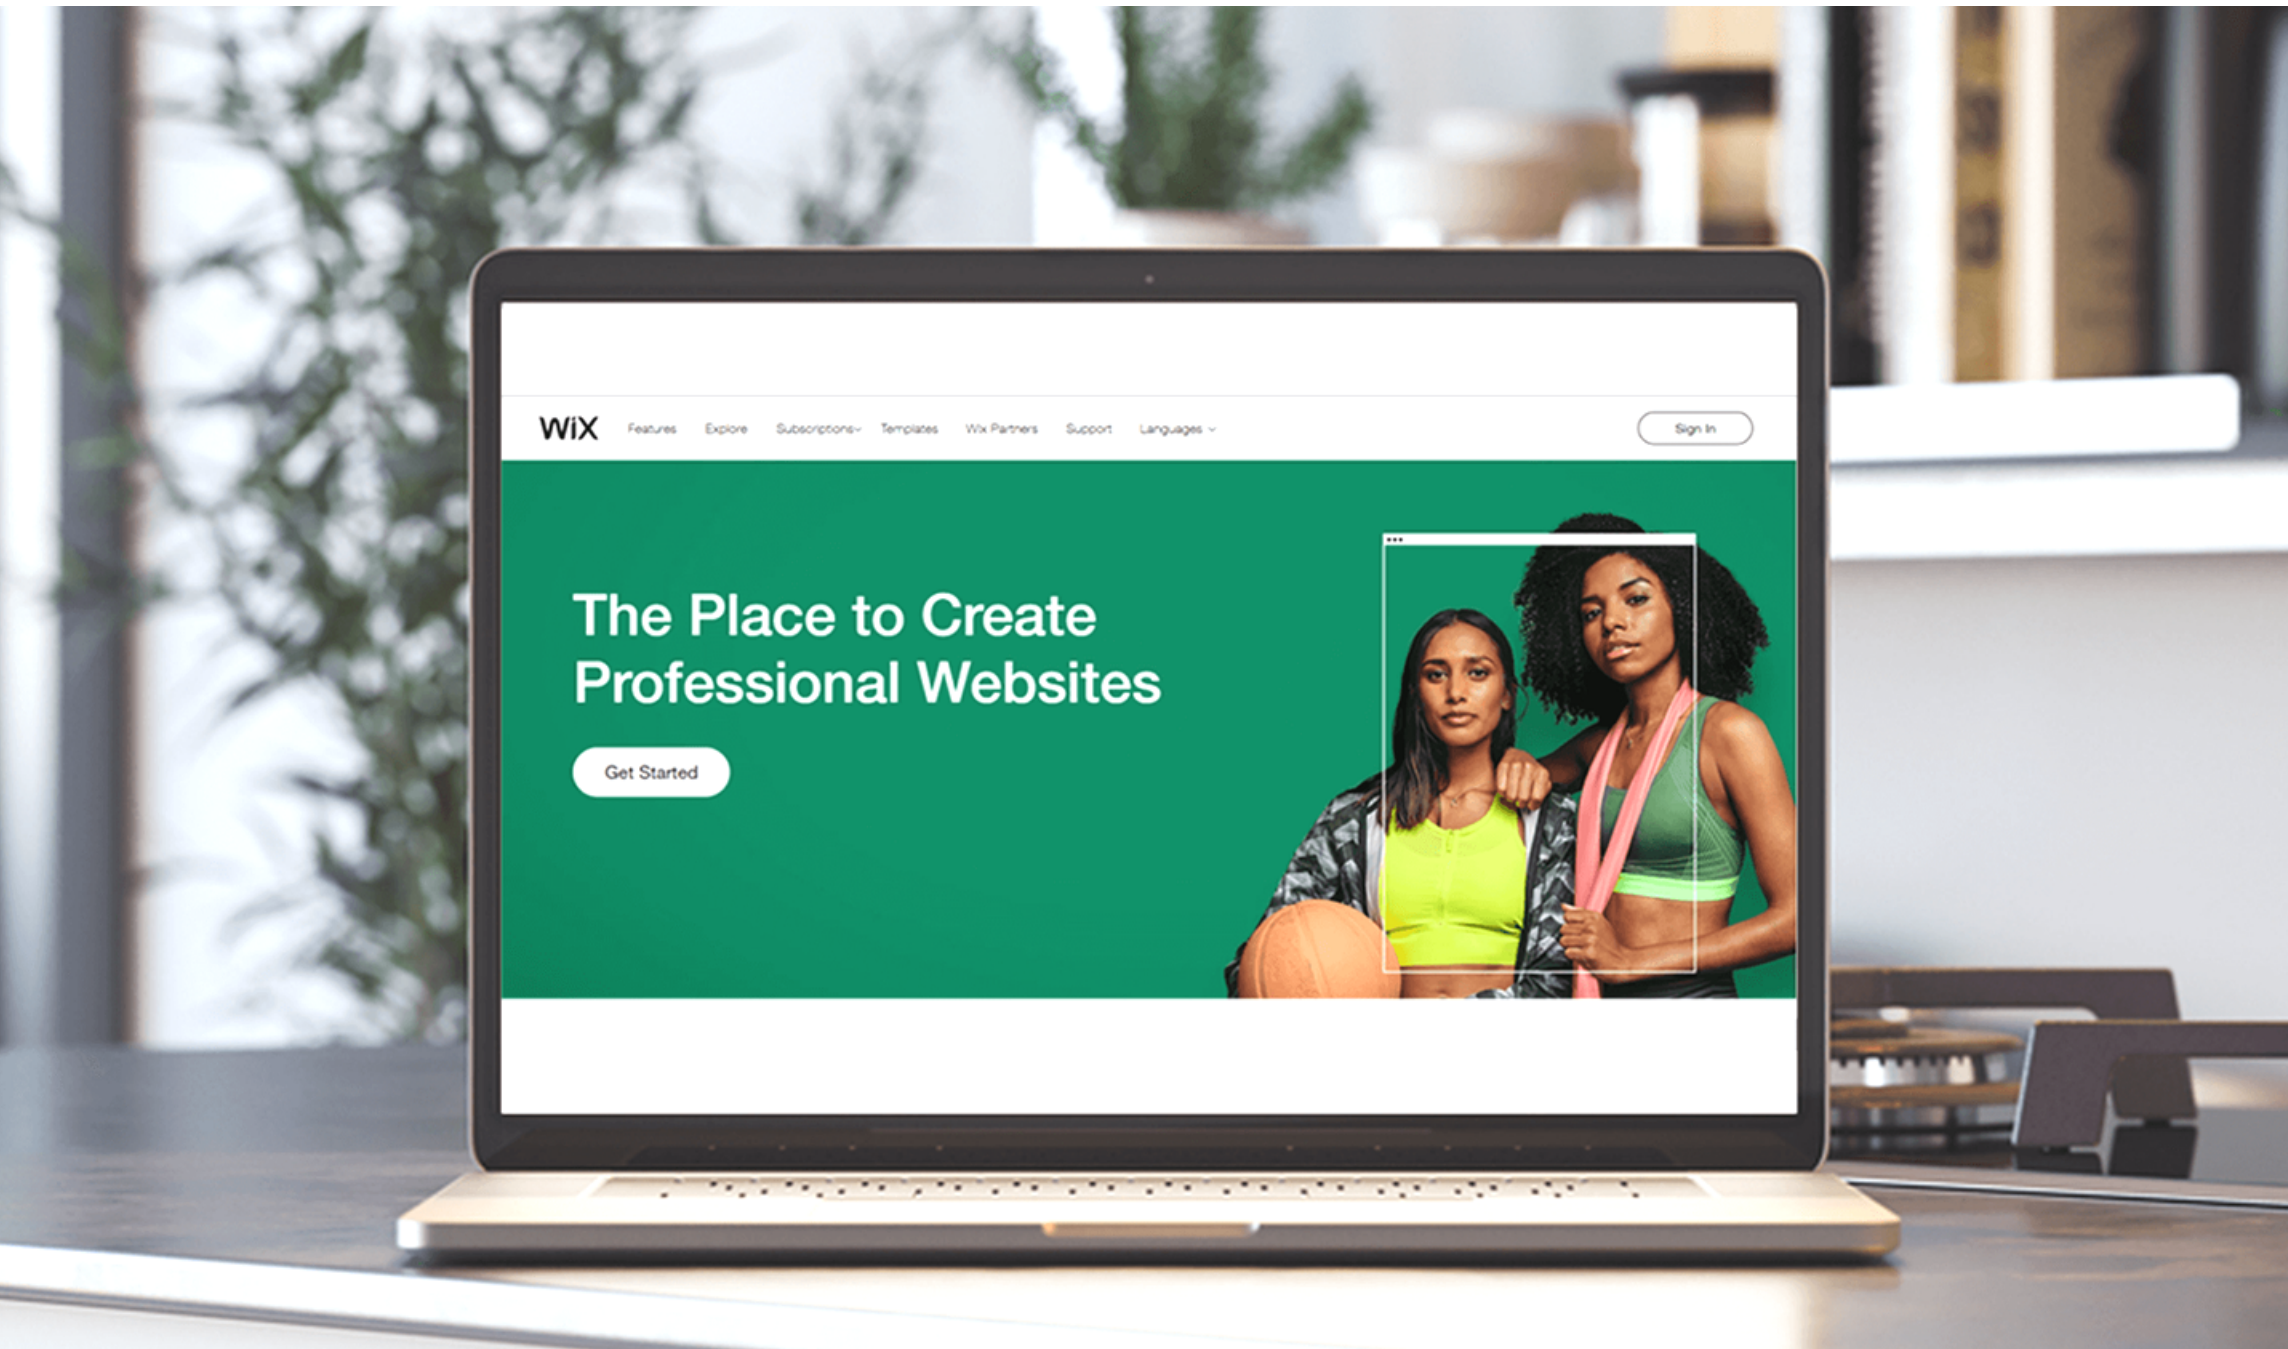 WiX Features Explore Subscriptions Templates Wix Partners Support Languages Sign In
The Place to Create
Professional Websites
Get Started